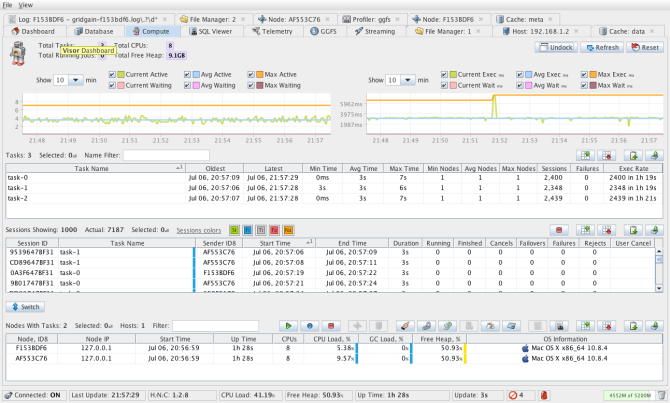 File View
Log: F153BDF6 – gridgain-f153bdf6.log\.?\d* File Manager: 2 Node: AF553C76 Profiler: ggfs Node: F153BDF6 Cache: meta
Dashboard Database Compute SQL Viewer Telemetry GGFS Streaming File Manager: 1 Host: 192.168.1.2 Cache: data
Total Tasks: 3 Total CPUs: 8
Visor Dashboard
Total Running Jobs: 0 Total Free Heap: 9.1GB
Undock Refresh Reset
Show 10 min Current Active Avg Active Max Active
Current Waiting Avg Waiting Max Waiting
Show 10 min Current Exec ms Avg Exec ms Max Exec ms
Current Wait ms Avg Wait ms Max Wait ms
8
6
4
2
0
21:48 21:50 21:51 21:52 21:53 21:54 21:55 21:56 21:57
5962ms
3975ms
1987ms
21:48 21:50 21:51 21:52 21:53 21:54 21:55 21:56 21:57
Tasks: 3 Selected: 0 Name Filter:
Task Name Oldest Latest Min Time Avg Time Max Time Min Nodes Avg Nodes Max Nodes Sessions Failures Exec Rate
task-0 Jul 06, 20:57:09 Jul 06, 21:57:29 0ms 3s 7s 1 1 1 2,400 0 2400 in 1h 19s
task-1 Jul 06, 20:57:06 Jul 06, 21:57:28 3s 3s 6s 1 1 1 2,348 0 2348 in 1h 19s
task-2 Jul 06, 20:57:07 Jul 06, 21:57:29 0ms 3s 7s 1 1 1 2,439 0 2439 in 1h 21s
Sessions Showing: 1000 Actual: 7187 Selected: 0 Sessions colors St Fi Ti Fa Na
Session ID Task Name Sender ID8 Start Time End Time Duration Running Finished Cancels Failovers Failures Rejects User Cancel
95396478F31 task-1 AF553C76 Jul 06, 20:57:06 Jul 06, 20:57:09 3s 0 0 0 0 0 0
CD89647BF31 task-1 AF553C76 Jul 06, 20:57:08 Jul 06, 20:57:11 3s 0 0 0 0 0 0
0A3F647BF31 task-0 F153BDF6 Jul 06, 20:57:19 Jul 06, 20:57:22 3s 0 0 0 0 0 0
9B017478F31 task-0 AF553C76 Jul 06, 20:57:21 Jul 06, 20:57:24 3s 0 0 0 0 0 0
Switch
Nodes With Tasks: 2 Selected: 0 Hosts: 1 Filter:
Node, ID8 Node IP Start Time Up Time CPUs CPU Load, % GC Load, % Free Heap, % OS Information
F153BDF6 127.0.0.1 Jul 06, 20:56:59 1h 28s 8 5.38% 0% 50.93% Mac OS X x86_64 10.8.4
AF553C76 127.0.0.1 Jul 06, 20:56:59 1h 28s 8 9.57% 0% 50.93% Mac OS X x86_64 10.8.4
Connected: ON Last Update: 21:57:29 H:N:C: 1:2:8 CPU Load: 41.19% Free Heap: 50.93% Up Time: 1h 28s Update: 3s 4 4552M of 5200M